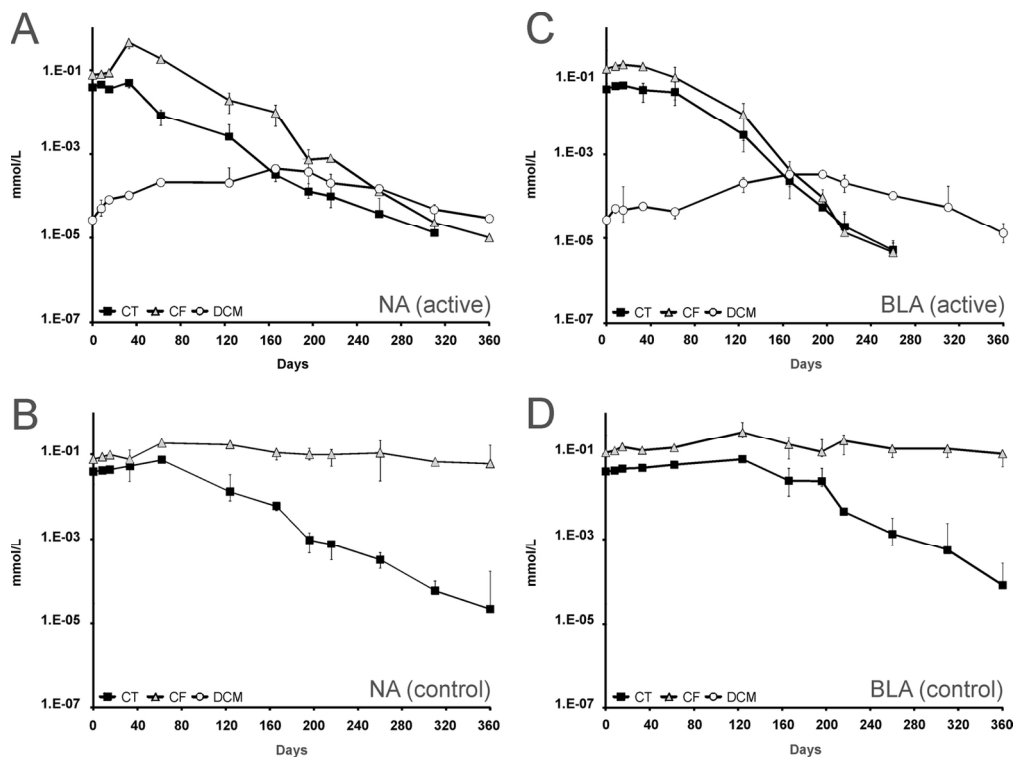 A
1.E-01
1.E-03
1.E-05
1.E-07
mmol/L
CT CF DCM
NA (active)
0 40 80 120 160 200 240 280 320 360
Days
C
1.E-01
1.E-03
1.E-05
1.E-07
mmol/L
CT CF DCM
BLA (active)
0 40 80 120 160 200 240 280 320 360
Days
B
1.E-01
1.E-03
1.E-05
1.E-07
mmol/L
CT CF DCM
NA (control)
0 40 80 120 160 200 240 280 320 360
Days
D
1.E-01
1.E-03
1.E-05
1.E-07
mmol/L
CT CF DCM
BLA (control)
0 40 80 120 160 200 240 280 320 360
Days